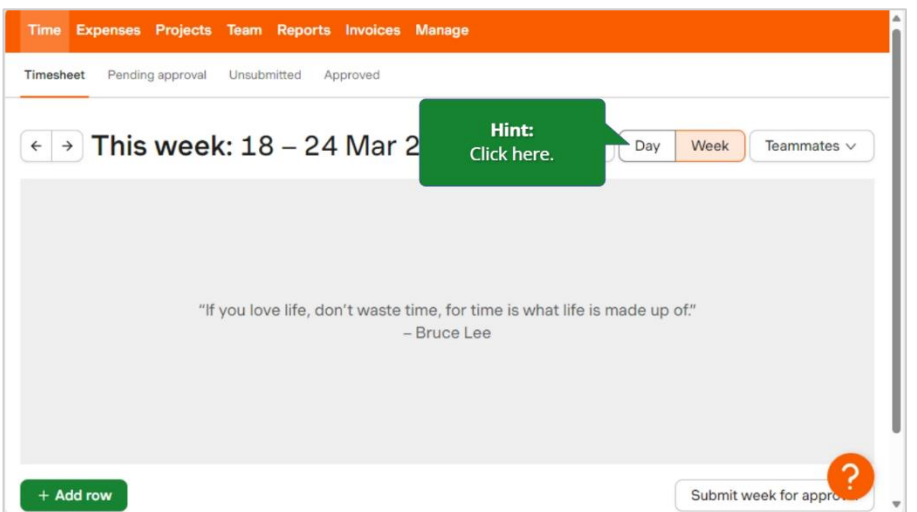 Time Expenses Projects Team Reports Invoices Manage
Timesheet Pending approval Unsubmitted Approved
← → This week: 18 – 24 Mar 2
Hint:
Click here.
Day Week Teammates
“If you love life, don’t waste time, for time is what life is made up of.”
– Bruce Lee
+ Add row
Submit week for
?